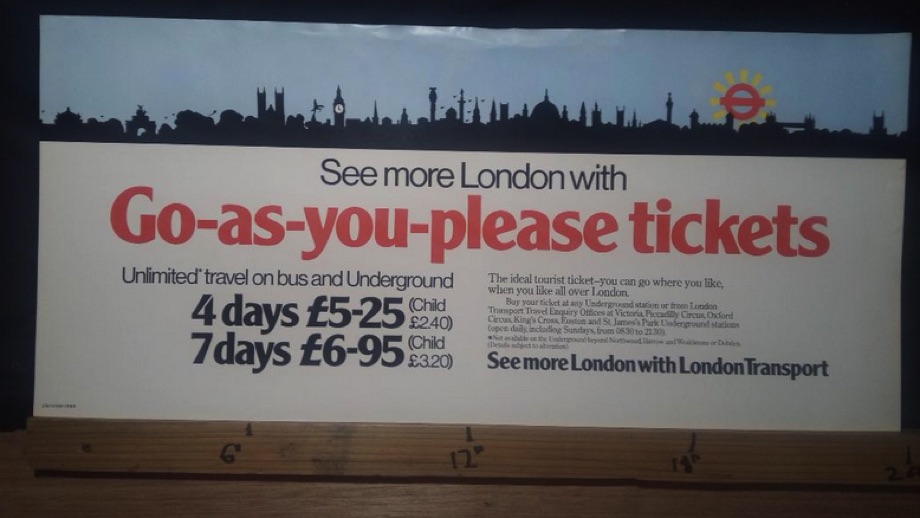 See more London with
Go-as-you-please tickets
Unlimited* travel on bus and Underground
4 days £5-25 (Child £2.40)
7 days £6-95 (Child £3.20)
The ideal tourist ticket–you can go where you like,
when you like all over London.
Buy your ticket at any Underground station or from London
Transport Travel Enquiry Offices at Victoria, Piccadilly Circus, Oxford
Circus, King's Cross, Euston and St. James's Park Underground stations
(open daily, including Sundays, from 08.30 to 21.30).
*Not available on the Underground beyond Northwood, Harrow and Wealdstone or Debden.
(Details subject to alteration)
See more London with London Transport
6"
12"
18"
2